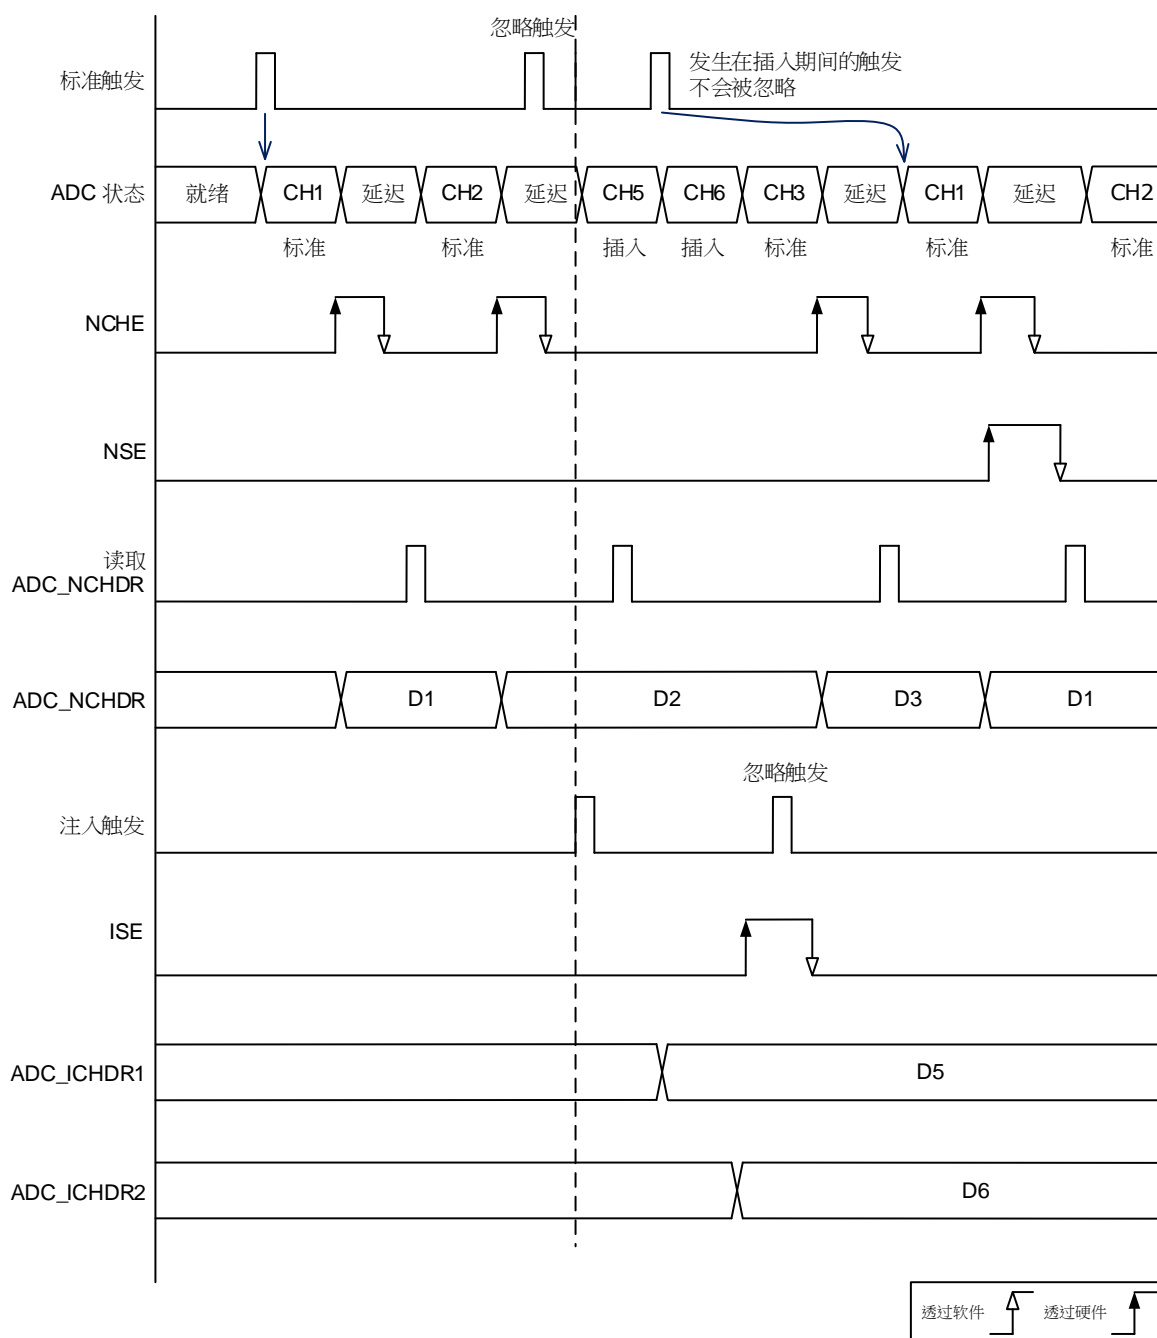 忽略触发
标准触发
发生在插入期间的触发
不会被忽略
ADC 状态
就绪 CH1 延迟 CH2 延迟 CH5 CH6 CH3 延迟 CH1 延迟 CH2
标准 标准 插入 插入 标准 标准 标准
NCHE
NSE
读取
ADC_NCHDR
ADC_NCHDR D1 D2 D3 D1
忽略触发
注入触发
ISE
ADC_ICHDR1 D5
ADC_ICHDR2 D6
透过软件 透过硬件